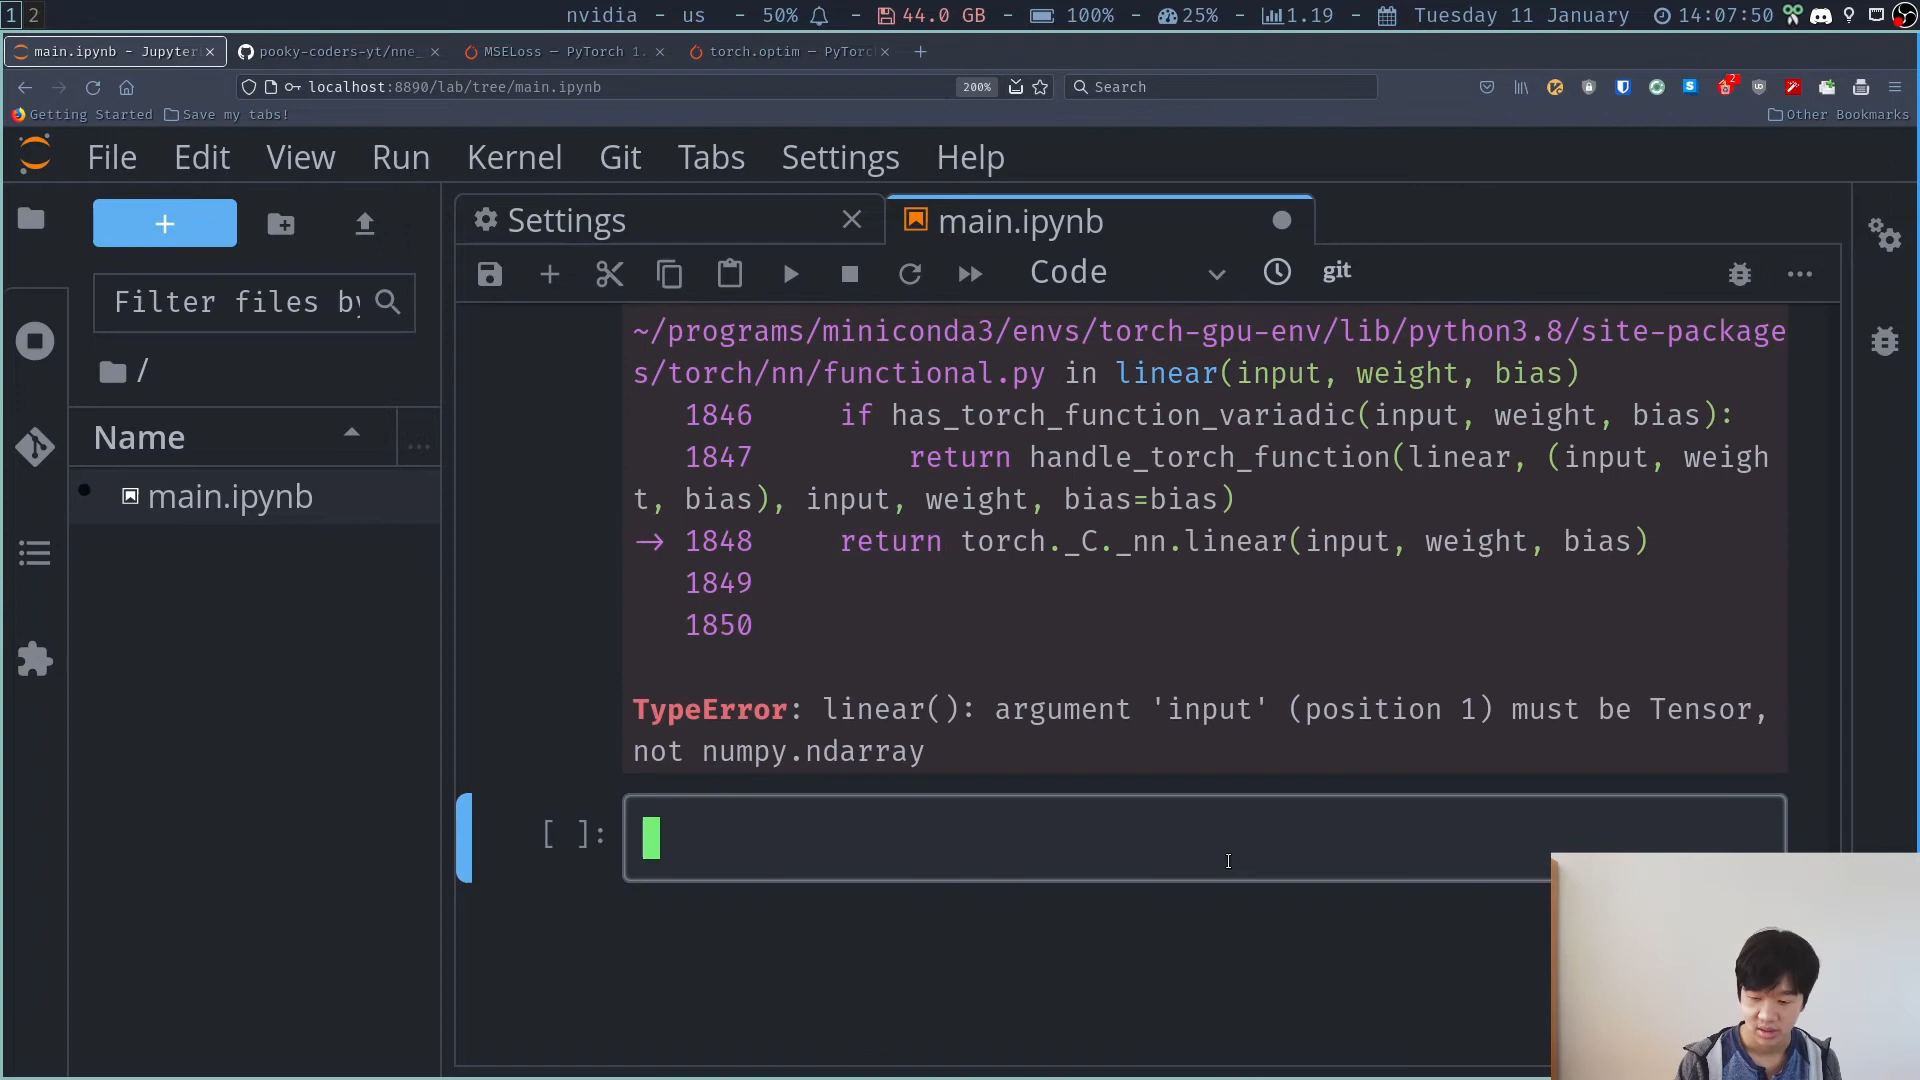 1 2 nvidia - us - 50% - 44.0 GB - 100% - 25% - 1.19 - Tuesday 11 January 14:07:50
main.ipynb - Jupyter pooky-coders-yt/nne_ MSELoss — PyTorch 1. torch.optim — PyTorc
localhost:8890/lab/tree/main.ipynb 200% Search 2
Getting Started Save my tabs! Other Bookmarks
File Edit View Run Kernel Git Tabs Settings Help
Settings main.ipynb
Code git
Filter files by
/
Name ...
main.ipynb
~/programs/miniconda3/envs/torch-gpu-env/lib/python3.8/site-package
s/torch/nn/functional.py in linear(input, weight, bias)
1846 if has_torch_function_variadic(input, weight, bias):
1847 return handle_torch_function(linear, (input, weigh
t, bias), input, weight, bias=bias)
→ 1848 return torch._C._nn.linear(input, weight, bias)
1849
1850
TypeError: linear(): argument 'input' (position 1) must be Tensor,
not numpy.ndarray
[ ]: